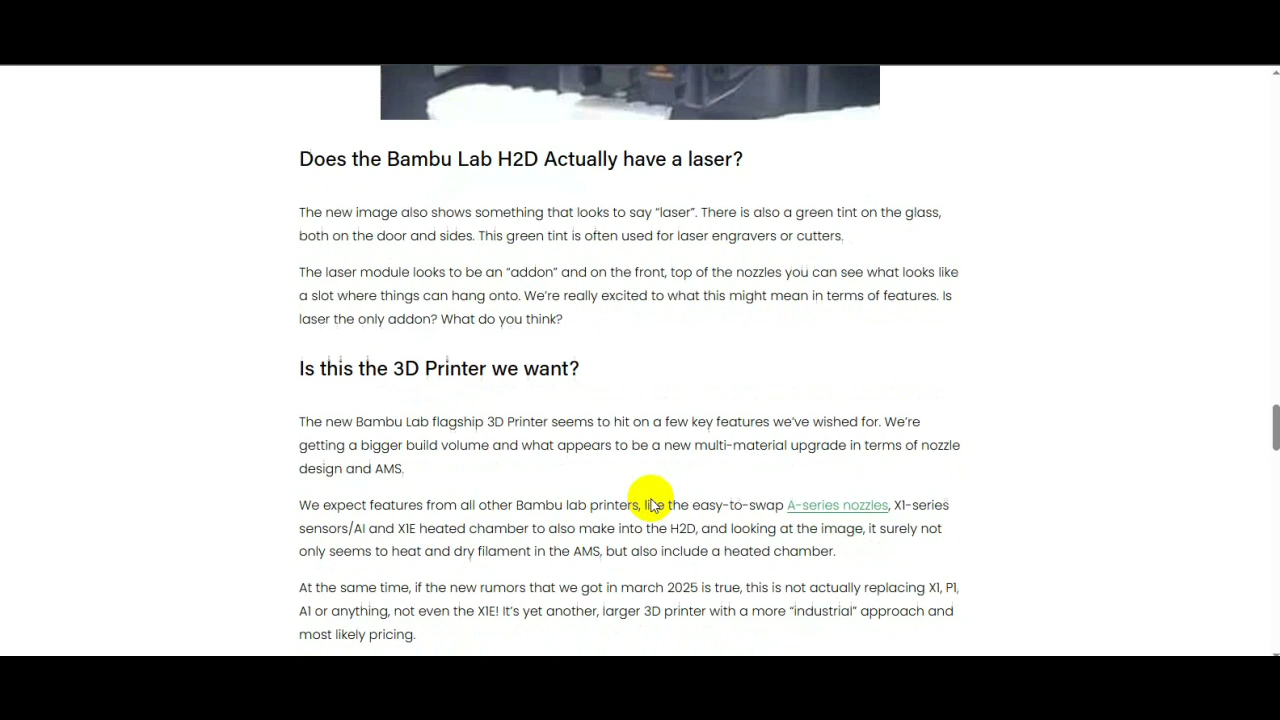 Does the Bambu Lab H2D Actually have a laser?
The new image also shows something that looks to say “laser”. There is also a green tint on the glass,
both on the door and sides. This green tint is often used for laser engravers or cutters.
The laser module looks to be an “addon” and on the front, top of the nozzles you can see what looks like
a slot where things can hang onto. We’re really excited to what this might mean in terms of features. Is
laser the only addon? What do you think?
Is this the 3D Printer we want?
The new Bambu Lab flagship 3D Printer seems to hit on a few key features we’ve wished for. We’re
getting a bigger build volume and what appears to be a new multi-material upgrade in terms of nozzle
design and AMS.
We expect features from all other Bambu lab printers, like the easy-to-swap A-series nozzles, X1-series
sensors/AI and X1E heated chamber to also make into the H2D, and looking at the image, it surely not
only seems to heat and dry filament in the AMS, but also include a heated chamber.
At the same time, if the new rumors that we got in march 2025 is true, this is not actually replacing X1, P1,
A1 or anything, not even the X1E! It’s yet another, larger 3D printer with a more “industrial” approach and
most likely pricing.